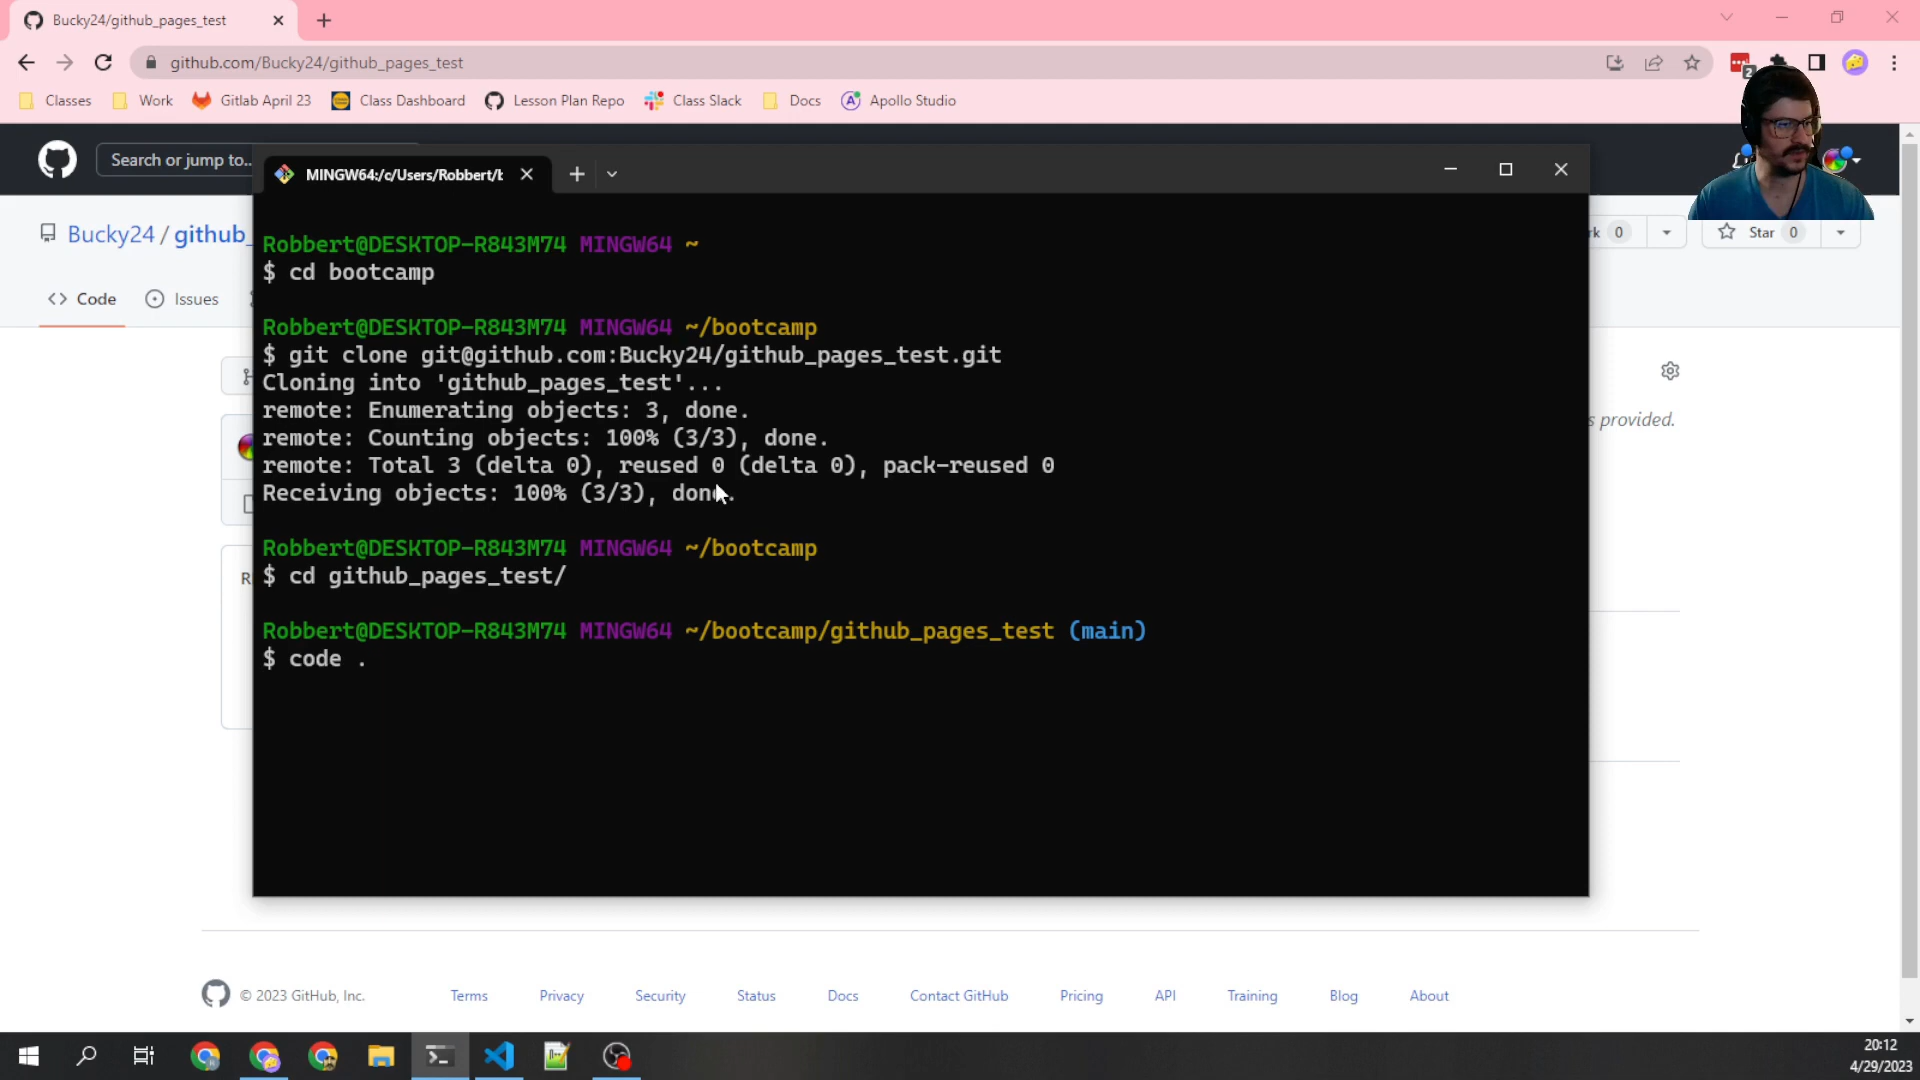 Bucky24/github_pages_test
github.com/Bucky24/github_pages_test
2
Classes
Work
Gitlab April 23
Class Dashboard
Lesson Plan Repo
Class Slack
Docs
Apollo Studio
Search or jump to...
MINGW64:/c/Users/Robbert/b
Bucky24 / github_
rk 0
Star 0
Code
Issues
s provided.
Robbert@DESKTOP-R843M74 MINGW64 ~
$ cd bootcamp
Robbert@DESKTOP-R843M74 MINGW64 ~/bootcamp
$ git clone git@github.com:Bucky24/github_pages_test.git
Cloning into 'github_pages_test'...
remote: Enumerating objects: 3, done.
remote: Counting objects: 100% (3/3), done.
remote: Total 3 (delta 0), reused 0 (delta 0), pack-reused 0
Receiving objects: 100% (3/3), done.
Robbert@DESKTOP-R843M74 MINGW64 ~/bootcamp
$ cd github_pages_test/
R
Robbert@DESKTOP-R843M74 MINGW64 ~/bootcamp/github_pages_test (main)
$ code .
© 2023 GitHub, Inc.
Terms
Privacy
Security
Status
Docs
Contact GitHub
Pricing
API
Training
Blog
About
20:12
4/29/2023